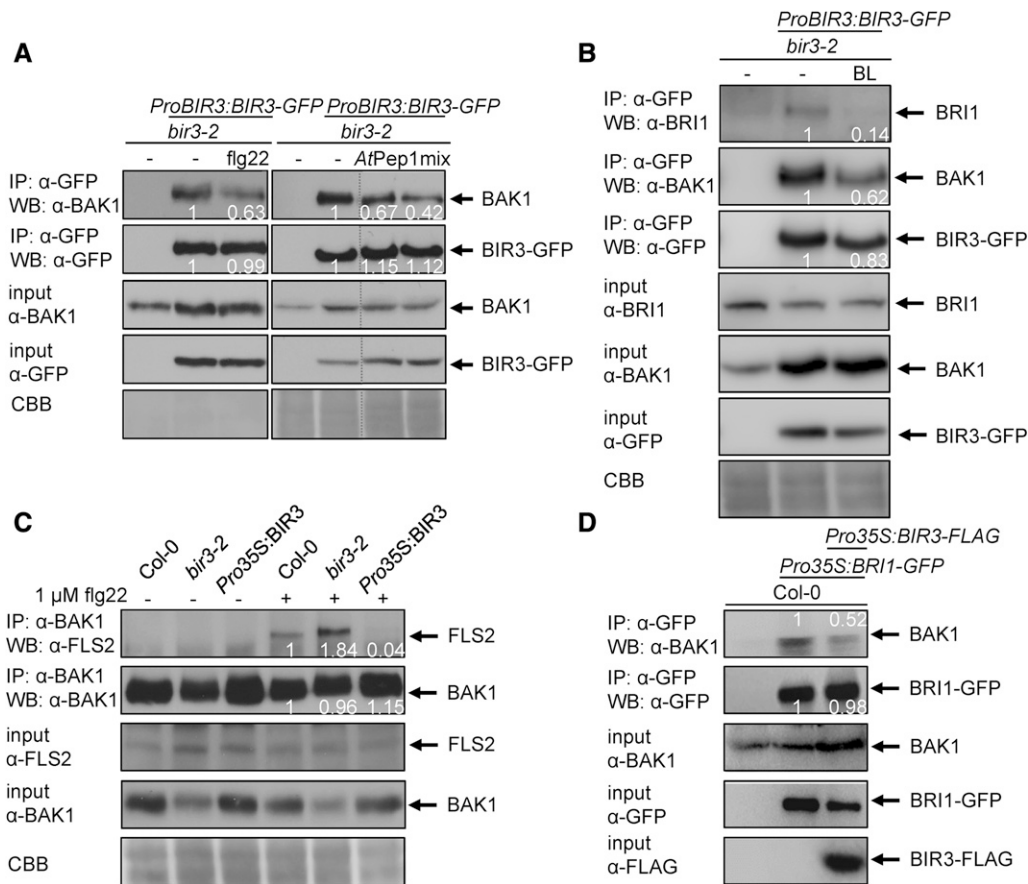 A
ProBIR3:BIR3-GFP ProBIR3:BIR3-GFP
bir3-2 bir3-2
- - flg22 - - AtPep1mix
IP: α-GFP
WB: α-BAK1
1 0.63 1 0.67 0.42
BAK1
IP: α-GFP
WB: α-GFP
1 0.99 1 1.15 1.12
BIR3-GFP
input
α-BAK1
BAK1
input
α-GFP
BIR3-GFP
CBB
B
ProBIR3:BIR3-GFP
bir3-2
- - BL
IP: α-GFP
WB: α-BRI1
1 0.14
BRI1
IP: α-GFP
WB: α-BAK1
1 0.62
BAK1
IP: α-GFP
WB: α-GFP
1 0.83
BIR3-GFP
input
α-BRI1
BRI1
input
α-BAK1
BAK1
input
α-GFP
BIR3-GFP
CBB
C
Col-0 bir3-2 Pro35S:BIR3 Col-0 bir3-2 Pro35S:BIR3
1 µM flg22 - - - + + +
IP: α-BAK1
WB: α-FLS2
1 1.84 0.04
FLS2
IP: α-BAK1
WB: α-BAK1
1 0.96 1.15
BAK1
input
α-FLS2
FLS2
input
α-BAK1
BAK1
CBB
D
Pro35S:BIR3-FLAG
Pro35S:BRI1-GFP
Col-0
IP: α-GFP
WB: α-BAK1
1 0.52
BAK1
IP: α-GFP
WB: α-GFP
1 0.98
BRI1-GFP
input
α-BAK1
BAK1
input
α-GFP
BRI1-GFP
input
α-FLAG
BIR3-FLAG